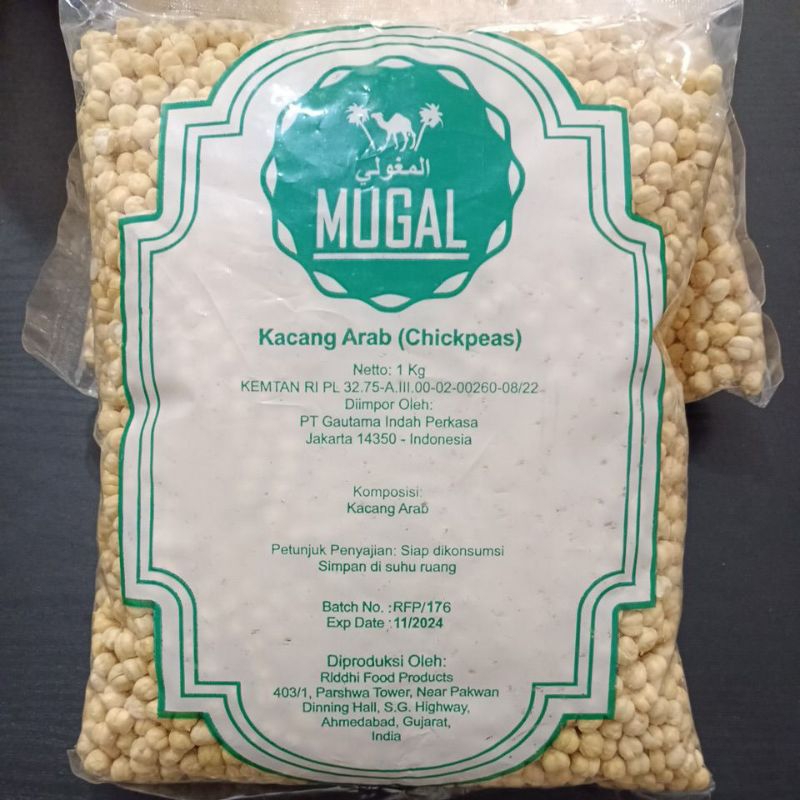 المغولي
MUGAL
Kacang Arab (Chickpeas)
Netto: 1 Kg
KEMTAN RI PL 32.75-A.III.00-02-00260-08/22
Diimpor Oleh:
PT Gautama Indah Perkasa
Jakarta 14350 - Indonesia
Komposisi:
Kacang Arab
Petunjuk Penyajian: Siap dikonsumsi
Simpan di suhu ruang
Batch No. :RFP/176
Exp Date :11/2024
Diproduksi Oleh:
Riddhi Food Products
403/1, Parshwa Tower, Near Pakwan
Dinning Hall, S.G. Highway,
Ahmedabad, Gujarat,
India